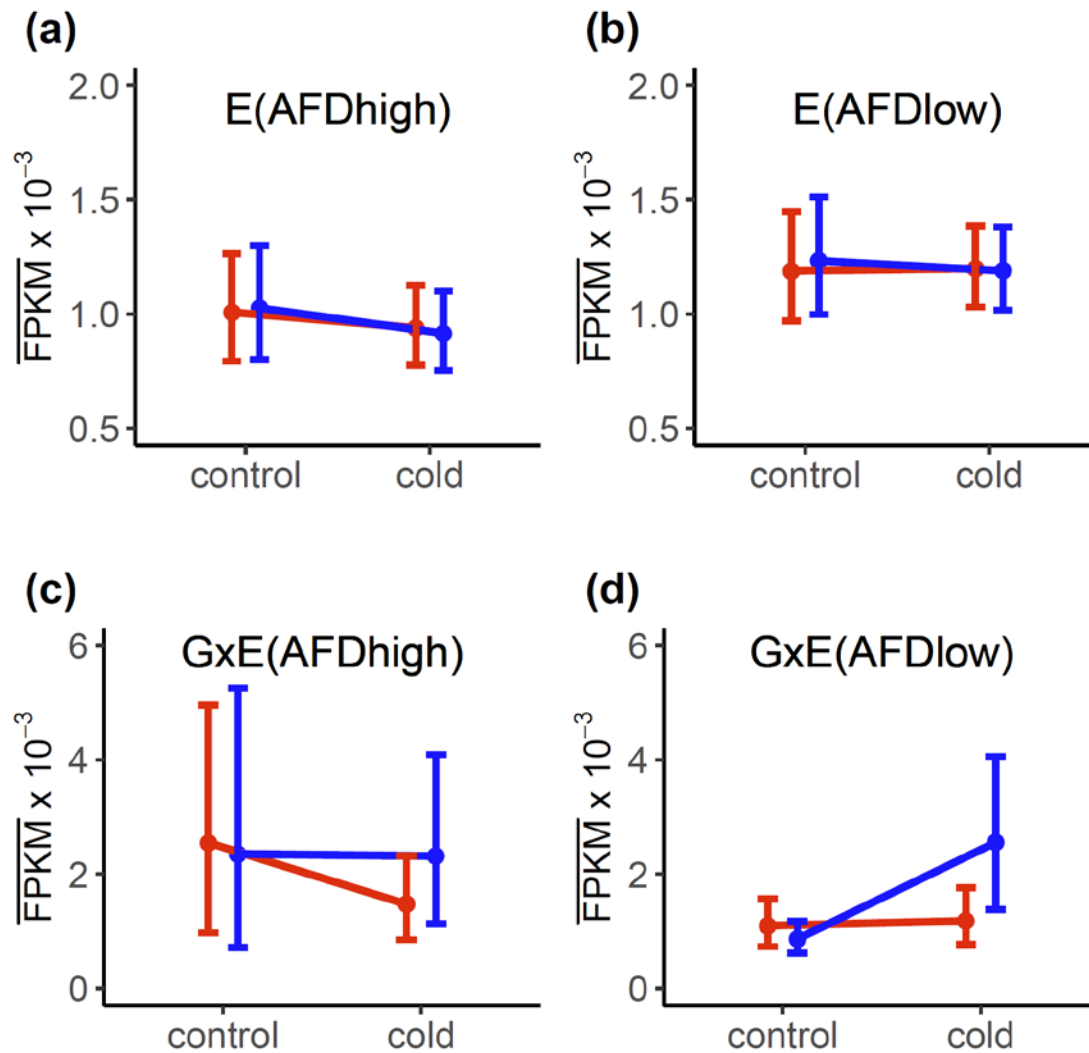 (a)
E(AFDhigh)
FPKM x 10⁻³
2.0
1.5
1.0
0.5
control cold
(b)
E(AFDlow)
FPKM x 10⁻³
2.0
1.5
1.0
0.5
control cold
(c)
GxE(AFDhigh)
FPKM x 10⁻³
6
4
2
0
control cold
(d)
GxE(AFDlow)
FPKM x 10⁻³
6
4
2
0
control cold